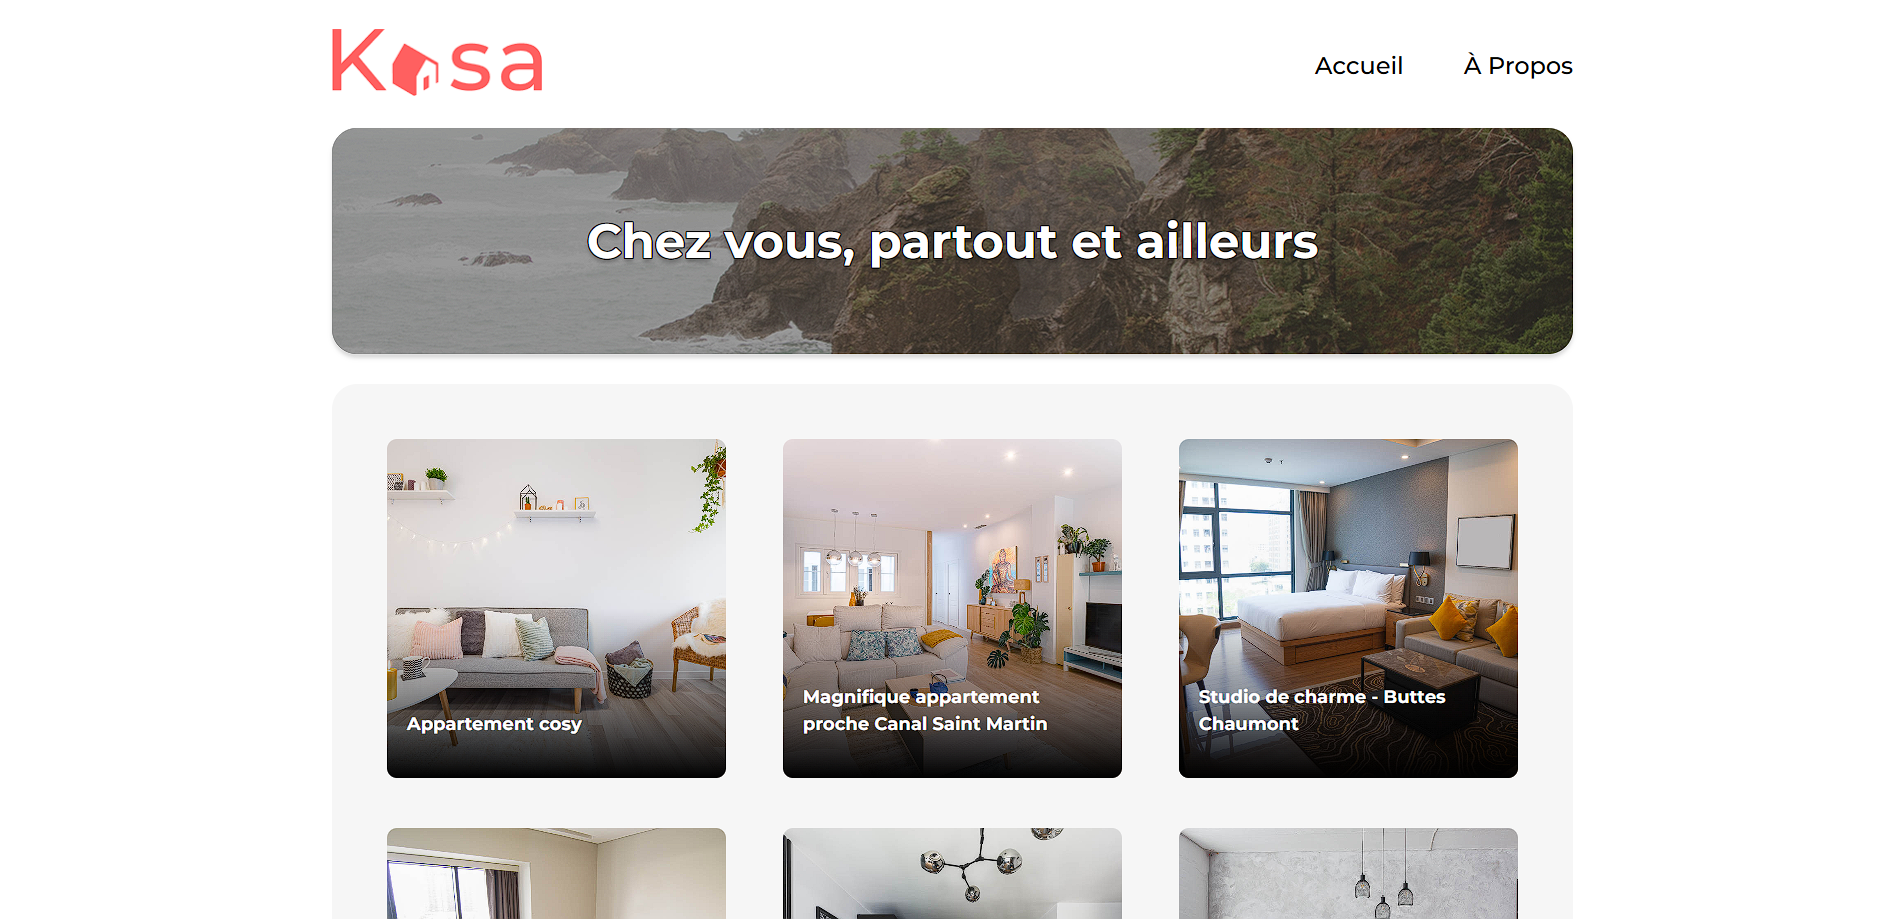 Kasa
Accueil
À Propos
Chez vous, partout et ailleurs
Appartement cosy
Magnifique appartement
proche Canal Saint Martin
Studio de charme - Buttes
Chaumont